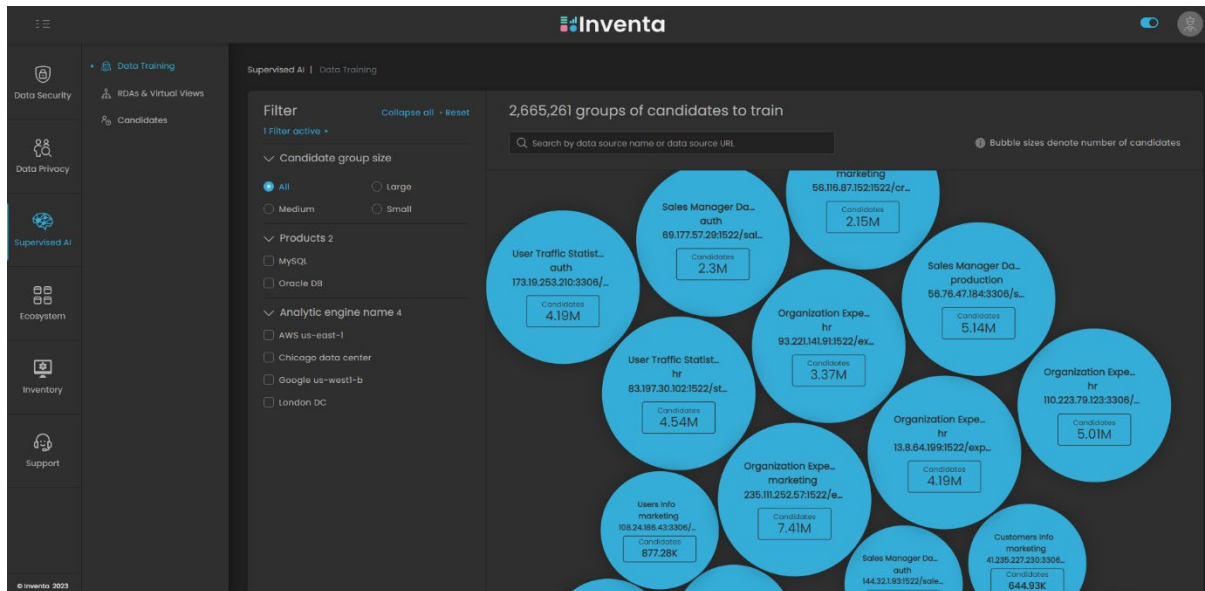 Inventa
Data Security
Data Privacy
Supervised AI
Ecosystem
Inventory
Support
© Inventa 2023
Data Training
RDAs & Virtual Views
Candidates
Supervised AI | Data Training
Filter
Collapse all • Reset
1 Filter active
Candidate group size
All
Large
Medium
Small
Products 2
MySQL
Oracle DB
Analytic engine name 4
AWS us-east-1
Chicago data center
Google us-west1-b
London DC
2,665,261 groups of candidates to train
Search by data source name or data source URL
Bubble sizes denote number of candidates
marketing
56.116.87.152:1522/cr...
Candidates
2.15M
Sales Manager Da...
auth
69.177.57.29:1522/sal...
Candidates
2.3M
User Traffic Statist...
auth
173.19.253.210:3306/...
Candidates
4.19M
Sales Manager Da...
production
56.76.47.184:3306/s...
Candidates
5.14M
Organization Expe...
hr
93.221.141.91:1522/ex...
Candidates
3.37M
User Traffic Statist...
hr
83.197.30.102:1522/st...
Candidates
4.54M
Organization Expe...
hr
110.223.79.123:3306/...
Candidates
5.01M
Organization Expe...
hr
13.8.64.199:1522/exp...
Candidates
4.19M
Organization Expe...
marketing
235.111.252.57:1522/e...
Candidates
7.41M
Users Info
marketing
108.24.186.43:3306/...
Candidates
877.28K
Sales Manager Da...
auth
144.32.1.93:1522/sale...
Customers Info
marketing
41.235.227.230:3306...
Candidates
644.93K